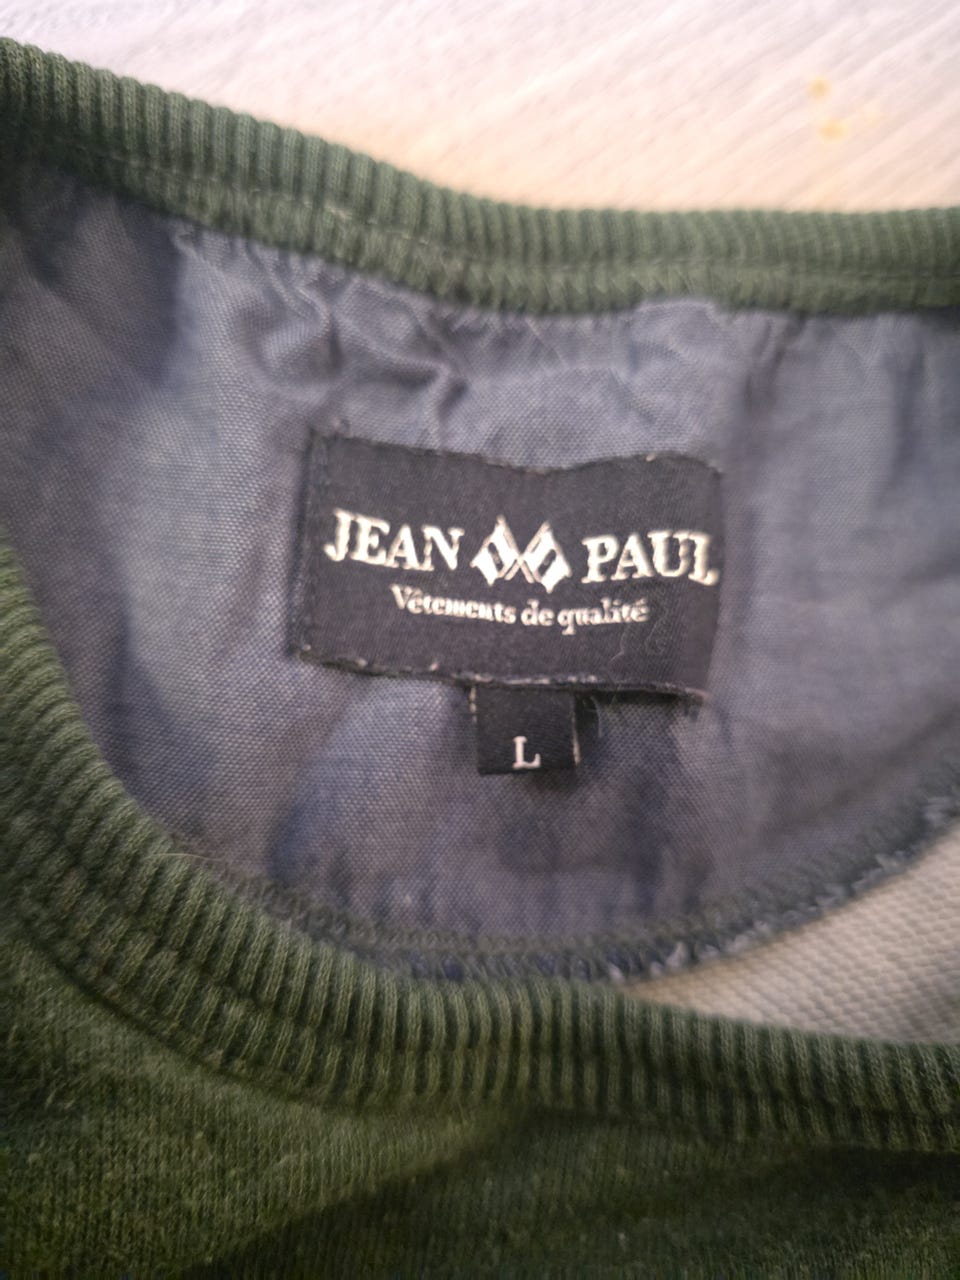 JEAN PAUL
Vêtements de qualité
L